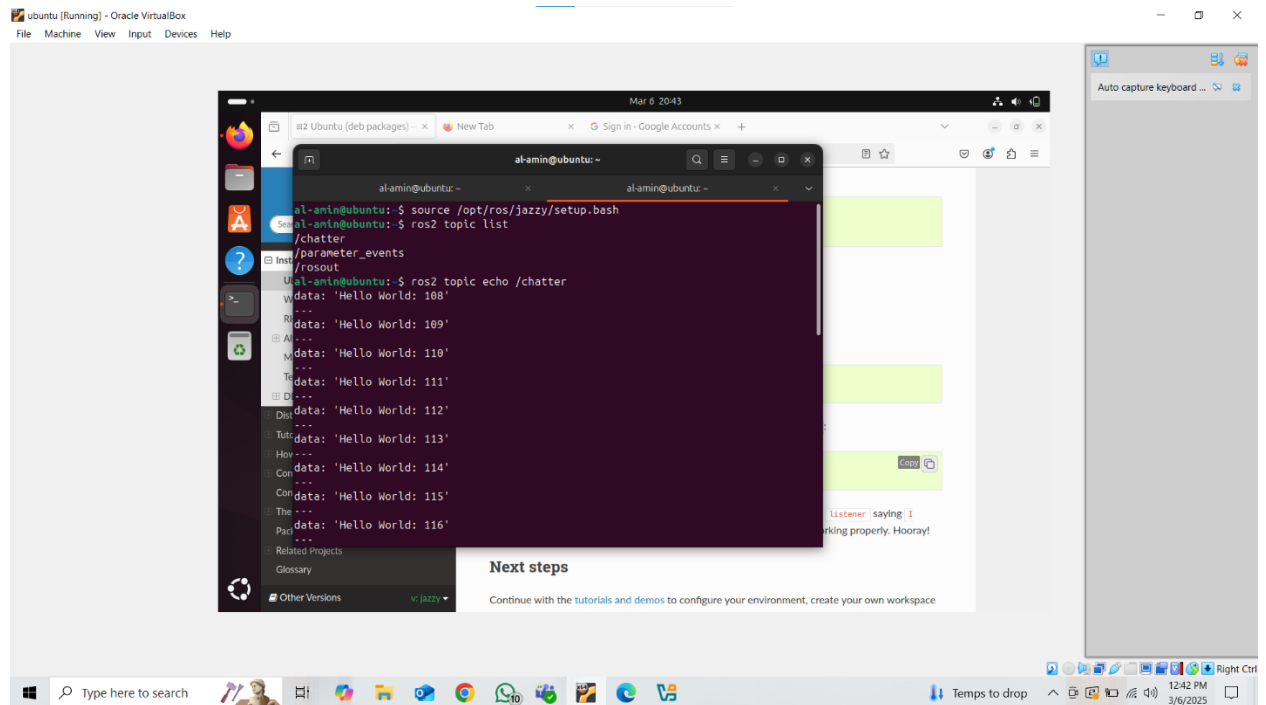 ubuntu [Running] - Oracle VirtualBox
File Machine View Input Devices Help
Auto capture keyboard ...
Mar 6 20:43
Ubuntu (deb packages) —
New Tab
Sign in - Google Accounts
+
al-amin@ubuntu: ~
al-amin@ubuntu: ~
al-amin@ubuntu: ~
al-amin@ubuntu:~$ source /opt/ros/jazzy/setup.bash
al-amin@ubuntu:~$ ros2 topic list
/chatter
/parameter_events
/rosout
al-amin@ubuntu:~$ ros2 topic echo /chatter
data: 'Hello World: 108'
---
data: 'Hello World: 109'
---
data: 'Hello World: 110'
---
data: 'Hello World: 111'
---
data: 'Hello World: 112'
---
data: 'Hello World: 113'
---
data: 'Hello World: 114'
---
data: 'Hello World: 115'
---
data: 'Hello World: 116'
---
Copy
listener saying I
Hooray!
Related Projects
Glossary
Other Versions
v: jazzy
Next steps
Continue with the tutorials and demos to configure your environment, create your own workspace
Right Ctrl
Type here to search
10
Temps to drop
12:42 PM
3/6/2025